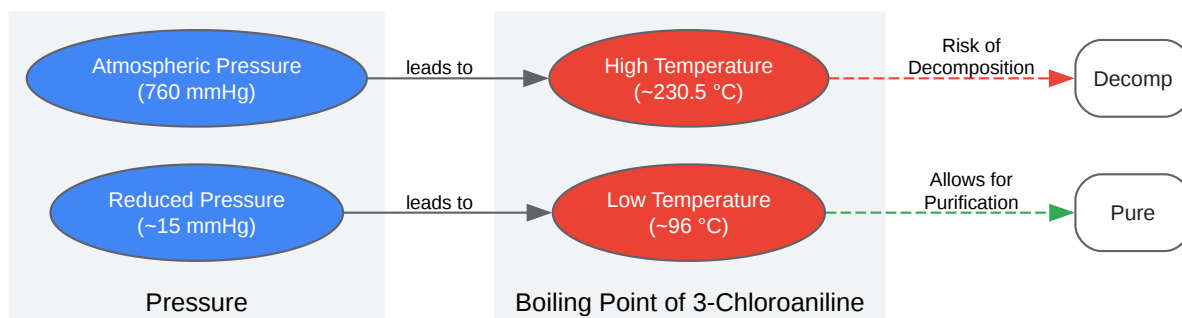 Atmospheric Pressure
(760 mmHg)
leads to
High Temperature
(~230.5 °C)
Risk of
Decomposition
Decomp
Reduced Pressure
(~15 mmHg)
leads to
Low Temperature
(~96 °C)
Allows for
Purification
Pure
Pressure
Boiling Point of 3-Chloroaniline